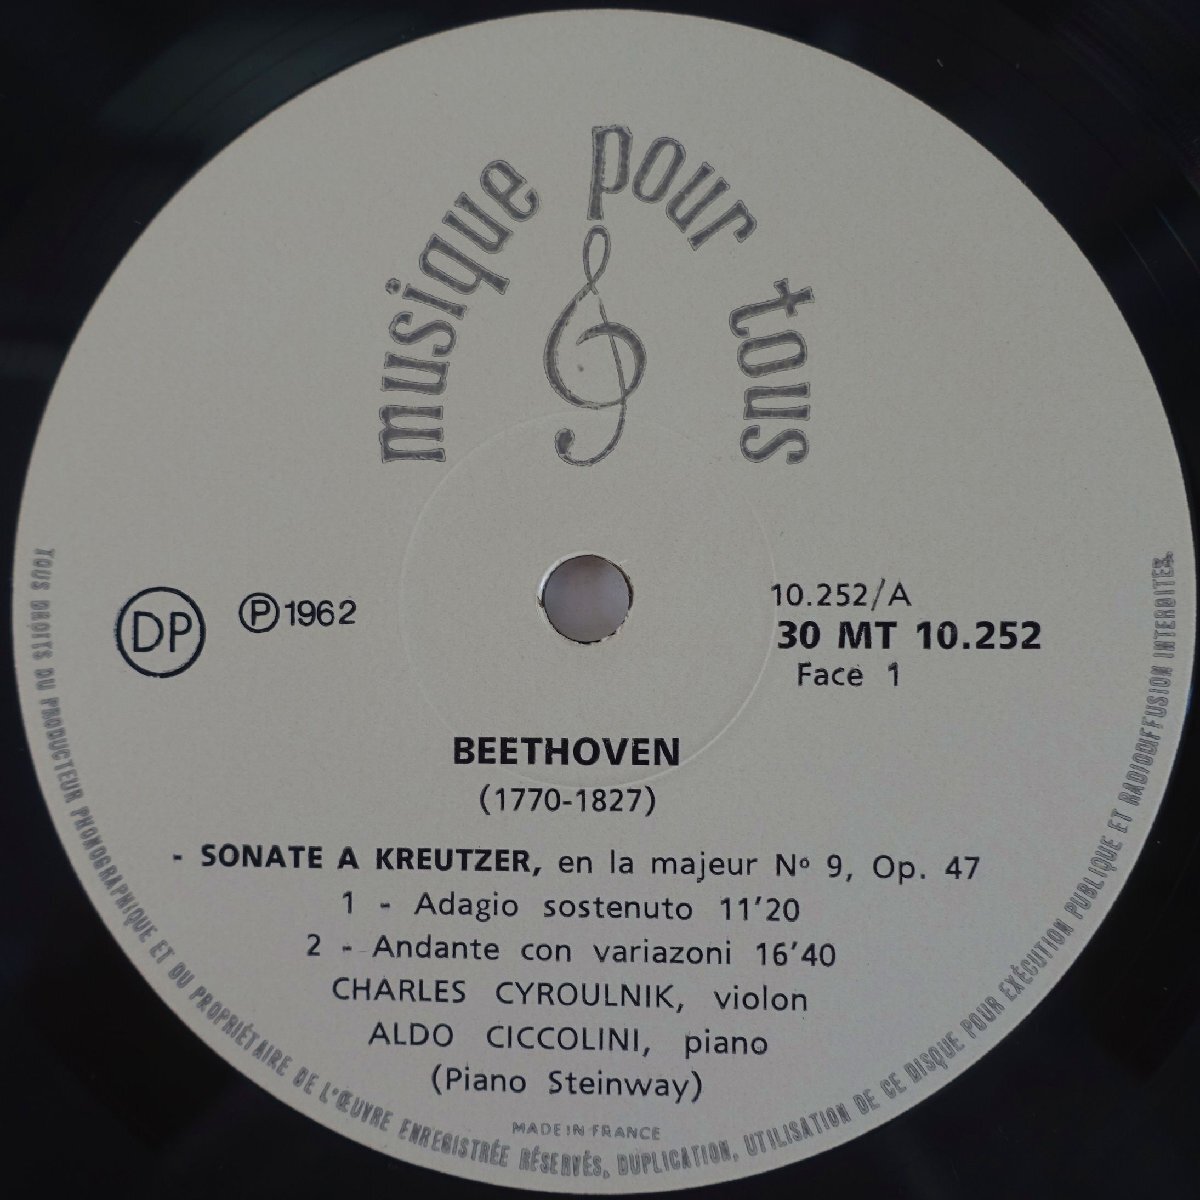 musique pour tous
DP
Ⓟ1962
10.252/A
30 MT 10.252
Face 1
BEETHOVEN
(1770-1827)
- SONATE A KREUTZER, en la majeur Nº 9, Op. 47
1 - Adagio sostenuto 11'20
2 - Andante con variazoni 16'40
CHARLES CYROULNIK, violon
ALDO CICCOLINI, piano
(Piano Steinway)
MADE IN FRANCE
TOUS DROITS DU PRODUCTEUR PHONOGRAPHIQUE ET DU PROPRIÉTAIRE DE L'ŒUVRE ENREGISTRÉE RÉSERVÉS, DUPLICATION, UTILISATION DE CE DISQUE POUR EXÉCUTION PUBLIQUE ET RADIODIFFUSION INTERDITES.